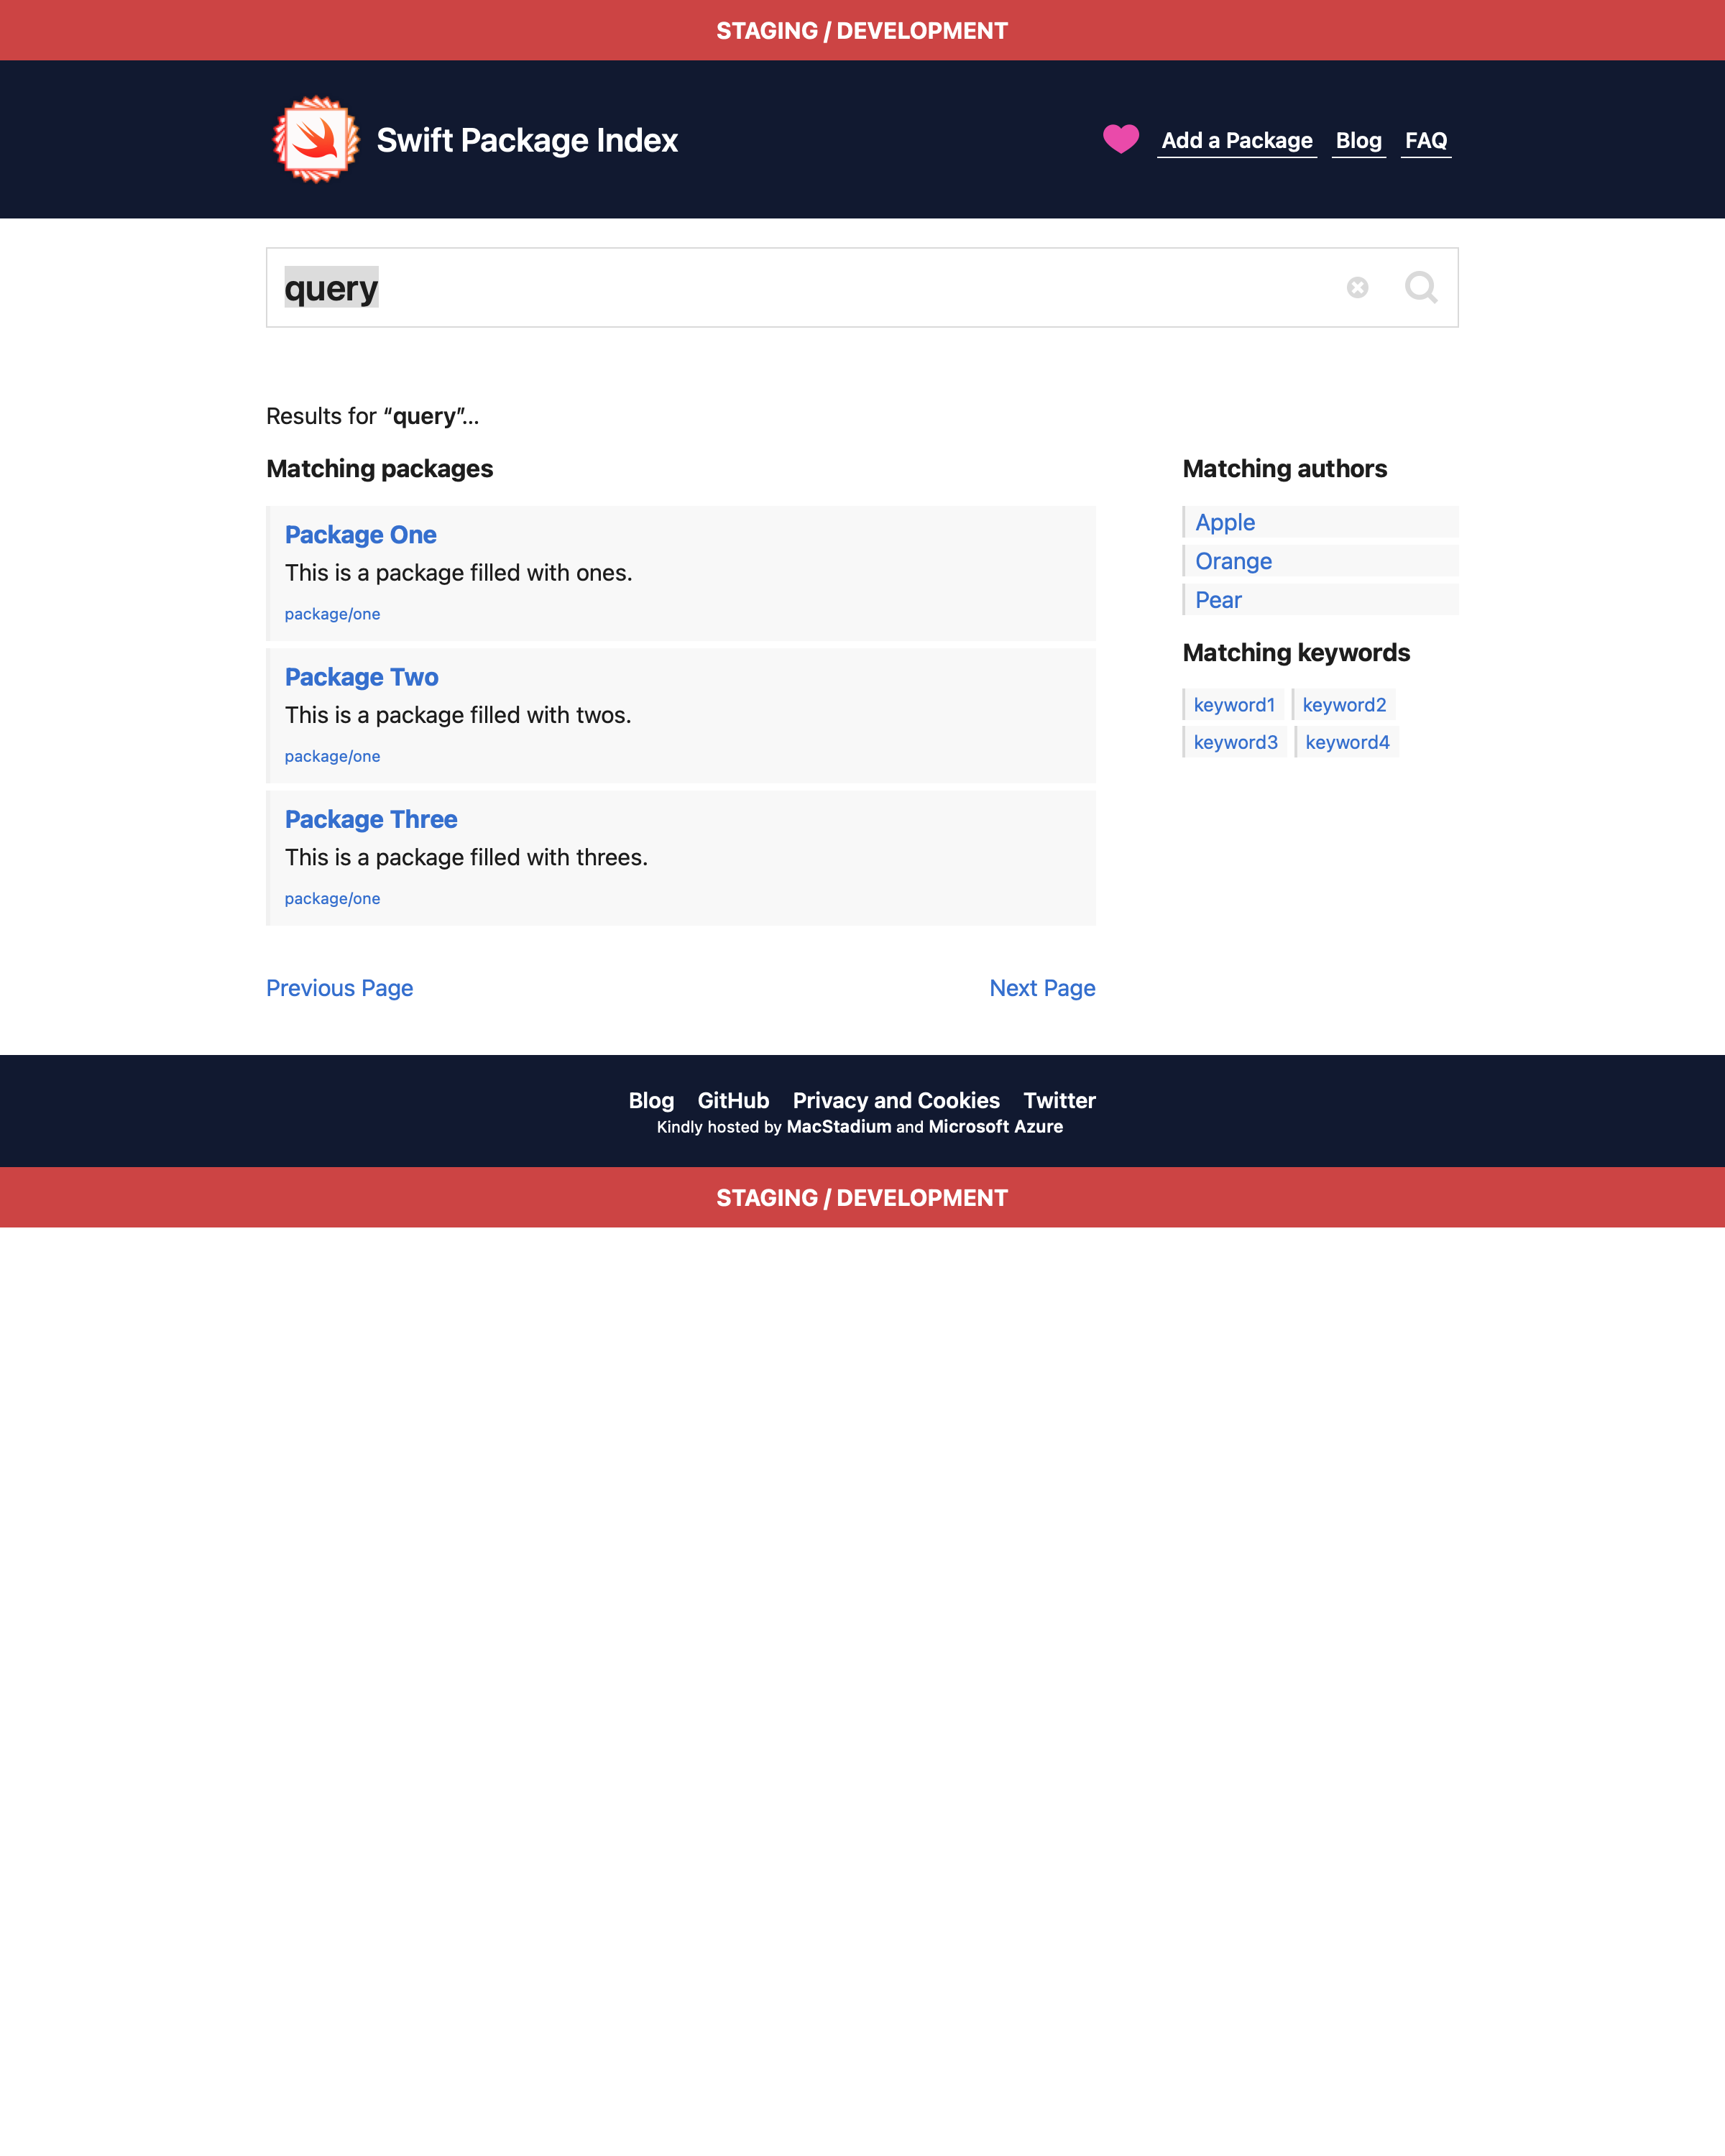 STAGING / DEVELOPMENT
Swift Package Index
Add a Package Blog FAQ
query
Results for “query”…
Matching packages
Package One
This is a package filled with ones.
package/one
Package Two
This is a package filled with twos.
package/one
Package Three
This is a package filled with threes.
package/one
Previous Page Next Page
Matching authors
Apple
Orange
Pear
Matching keywords
keyword1 keyword2
keyword3 keyword4
Blog GitHub Privacy and Cookies Twitter
Kindly hosted by MacStadium and Microsoft Azure
STAGING / DEVELOPMENT